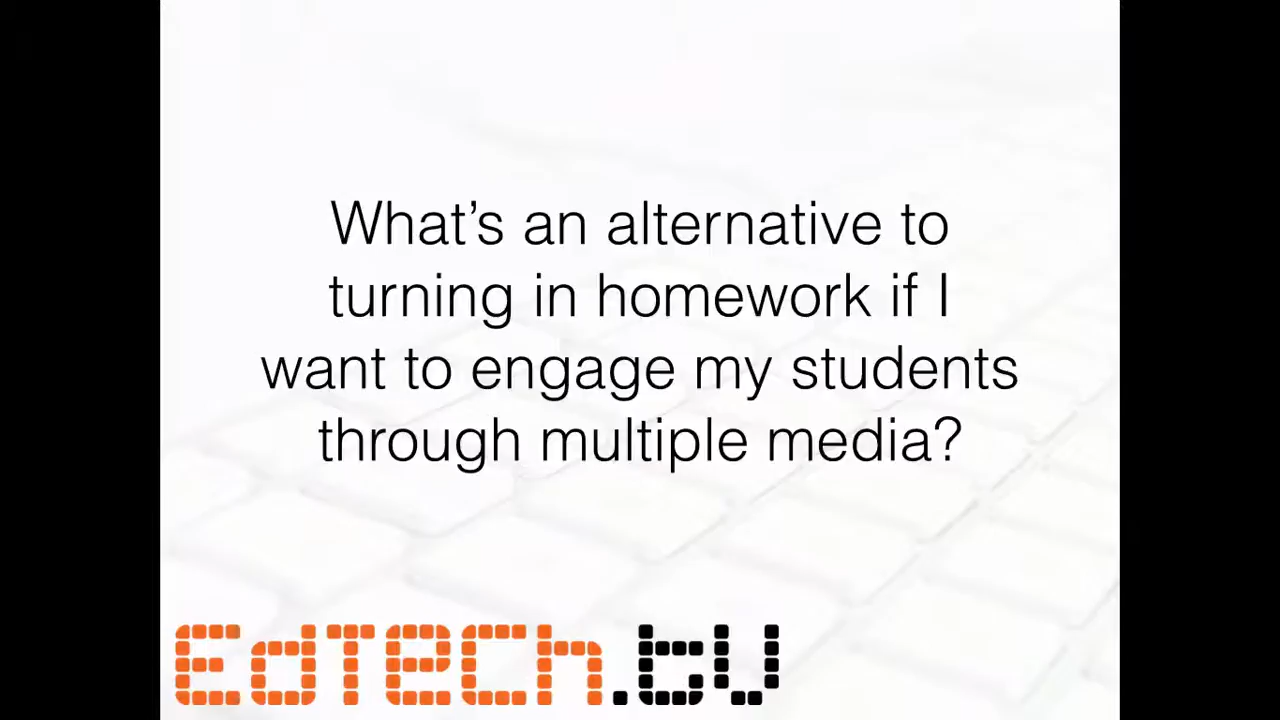 What’s an alternative to
turning in homework if I
want to engage my students
through multiple media?
EdTech.tv